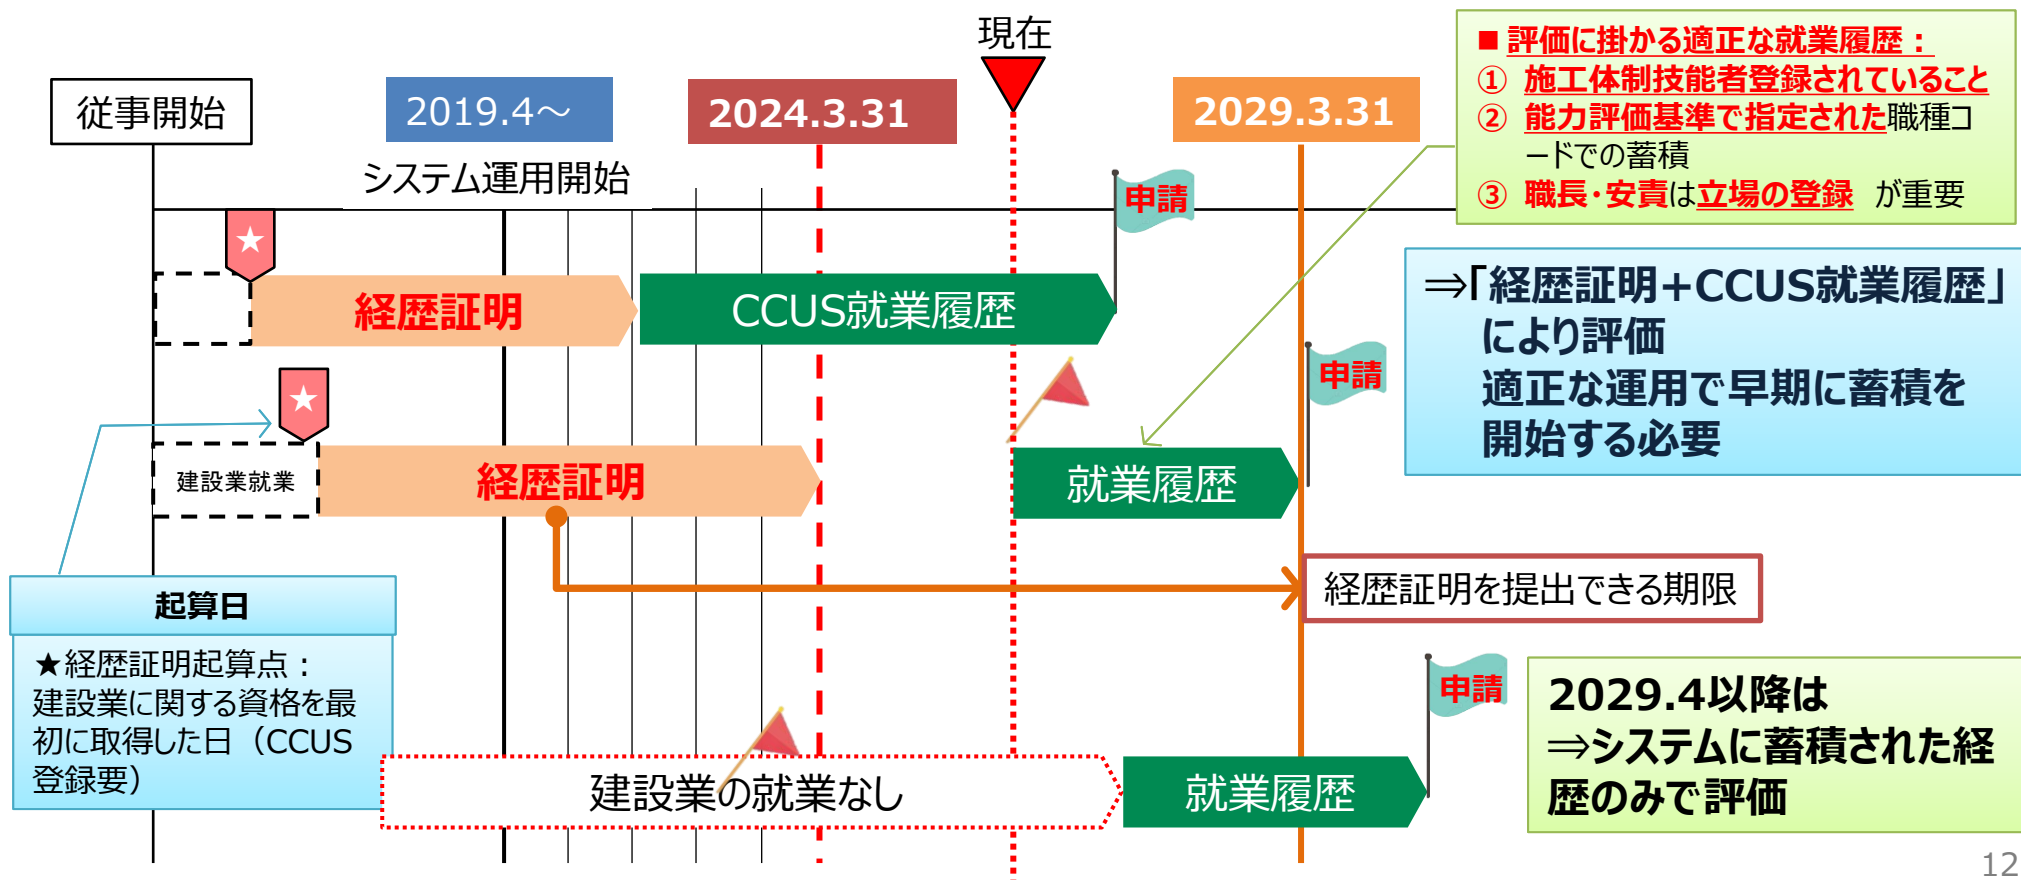 現在
従事開始
2019.4～
2024.3.31
2029.3.31
システム運用開始
■ 評価に掛かる適正な就業履歴：
① 施工体制技能者登録されていること
② 能力評価基準で指定された職種コ
ードでの蓄積
③ 職長・安責は立場の登録　が重要
申請
★
経歴証明
CCUS就業履歴
⇒「経歴証明+CCUS就業履歴」
により評価
適正な運用で早期に蓄積を
開始する必要
申請
★
建設業就業
経歴証明
就業履歴
経歴証明を提出できる期限
起算日
★経歴証明起算点：
建設業に関する資格を最
初に取得した日（CCUS
登録要）
申請
建設業の就業なし
就業履歴
2029.4以降は
⇒システムに蓄積された経
歴のみで評価
12